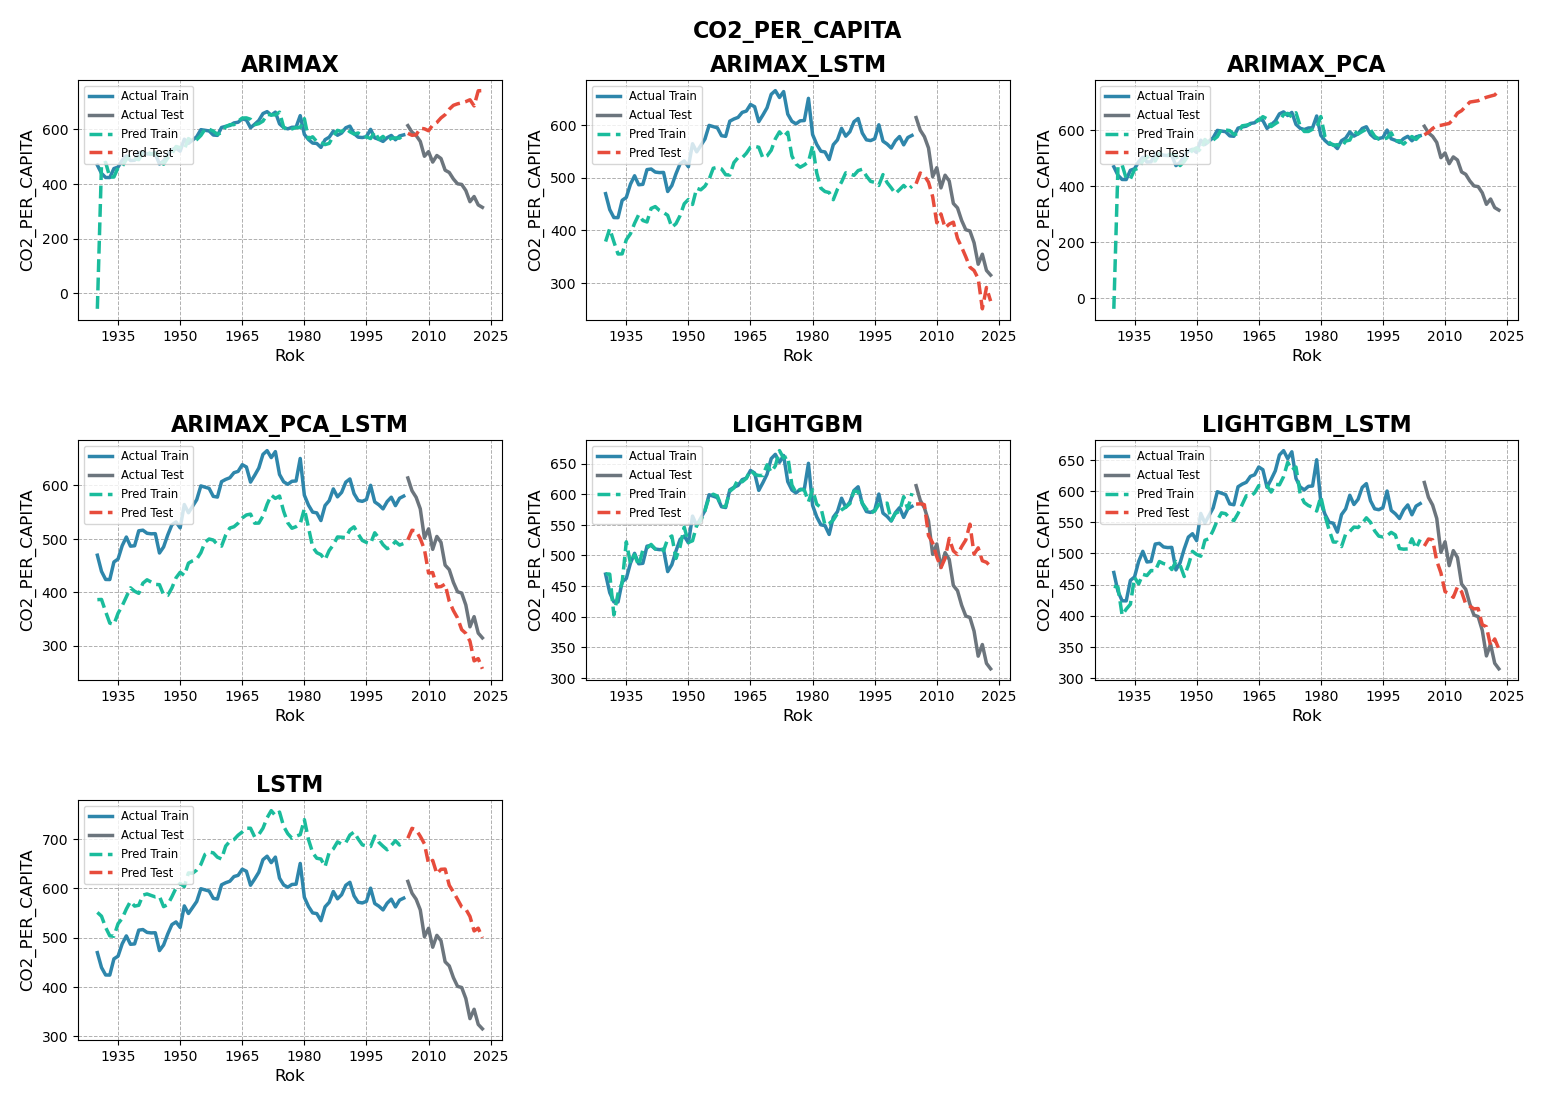 CO2_PER_CAPITA
ARIMAX
Actual Train
Actual Test
Pred Train
Pred Test
CO2_PER_CAPITA
600
400
200
0
1935 1950 1965 1980 1995 2010 2025
Rok
ARIMAX_LSTM
Actual Train
Actual Test
Pred Train
Pred Test
CO2_PER_CAPITA
600
500
400
300
1935 1950 1965 1980 1995 2010 2025
Rok
ARIMAX_PCA
Actual Train
Actual Test
Pred Train
Pred Test
CO2_PER_CAPITA
600
400
200
0
1935 1950 1965 1980 1995 2010 2025
Rok
ARIMAX_PCA_LSTM
Actual Train
Actual Test
Pred Train
Pred Test
CO2_PER_CAPITA
600
500
400
300
1935 1950 1965 1980 1995 2010 2025
Rok
LIGHTGBM
Actual Train
Actual Test
Pred Train
Pred Test
CO2_PER_CAPITA
650
600
550
500
450
400
350
300
1935 1950 1965 1980 1995 2010 2025
Rok
LIGHTGBM_LSTM
Actual Train
Actual Test
Pred Train
Pred Test
CO2_PER_CAPITA
650
600
550
500
450
400
350
300
1935 1950 1965 1980 1995 2010 2025
Rok
LSTM
Actual Train
Actual Test
Pred Train
Pred Test
CO2_PER_CAPITA
700
600
500
400
300
1935 1950 1965 1980 1995 2010 2025
Rok